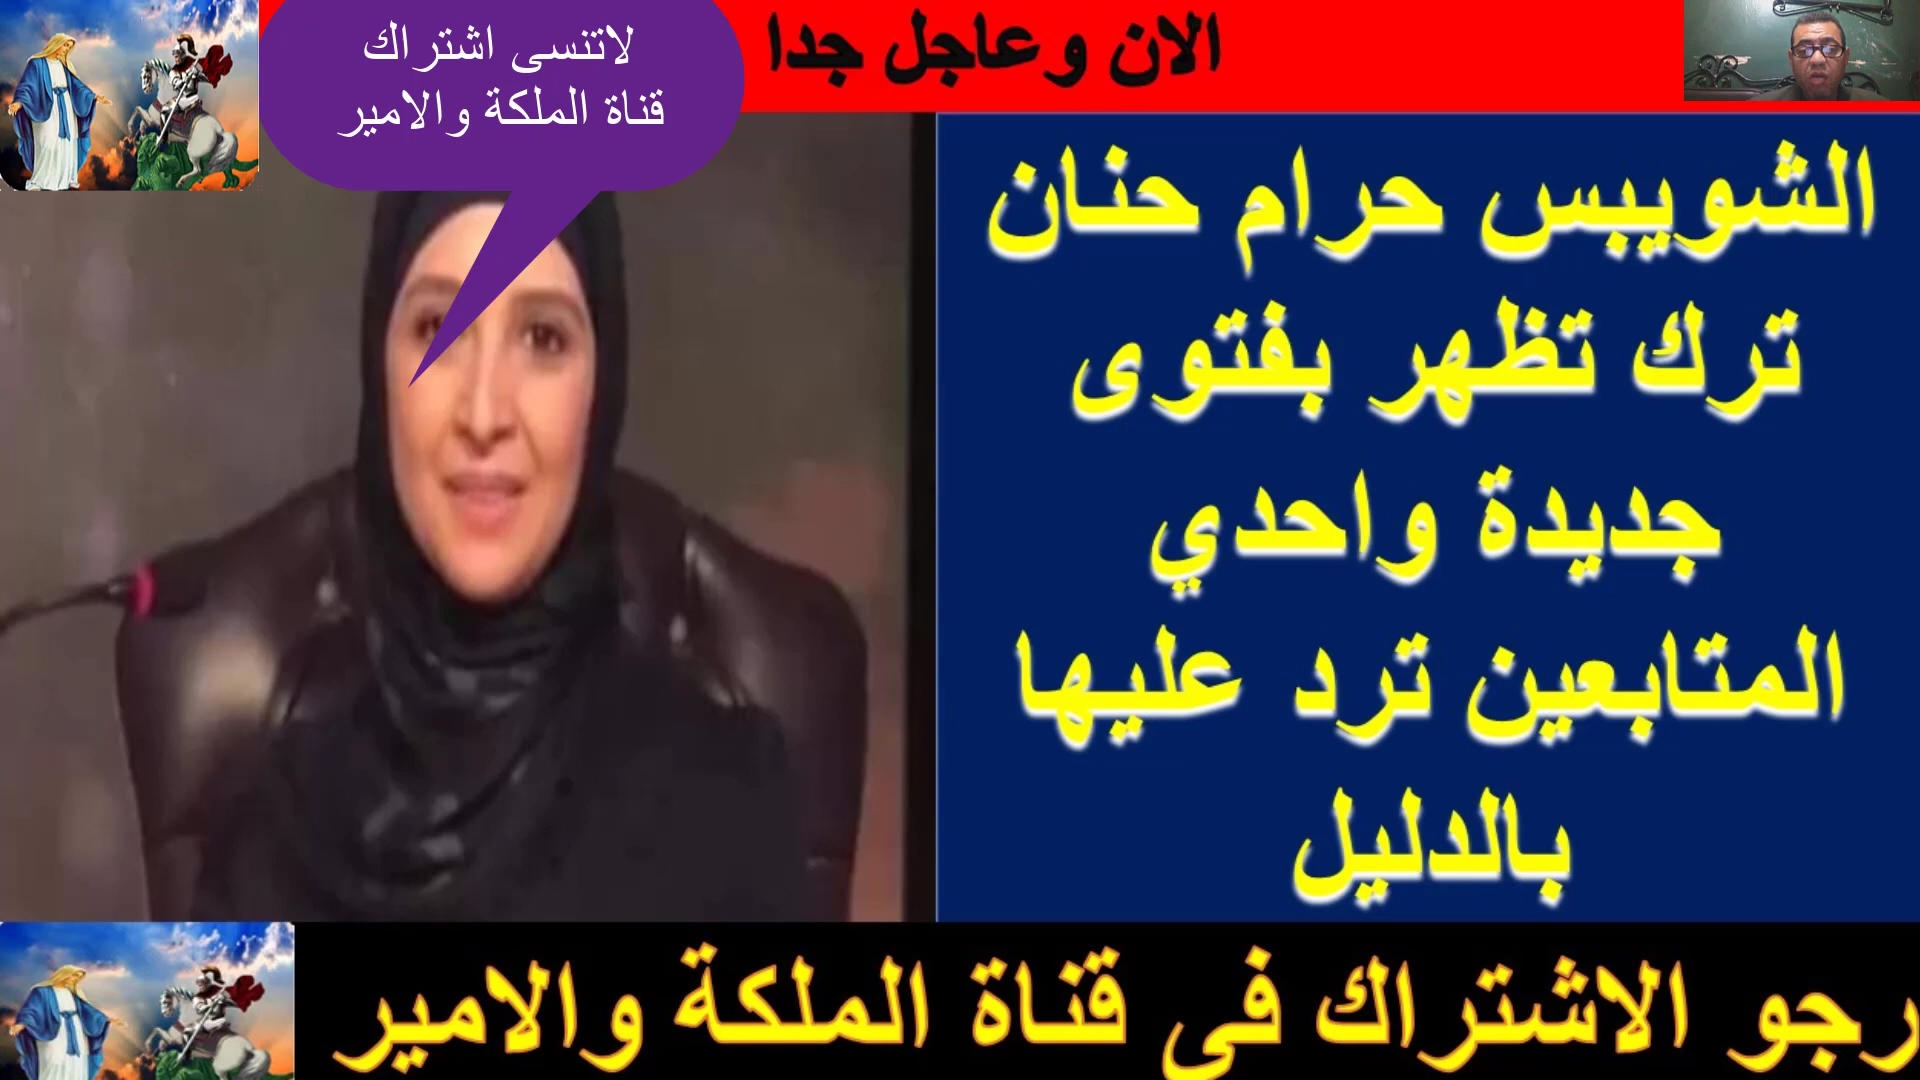 لاتنسى اشتراك
قناة الملكة والامير
الان وعاجل جدا
الشويبس حرام حنان
ترك تظهر بفتوى
جديدة واحدي
المتابعين ترد عليها
بالدليل
رجو الاشتراك فى قناة الملكة والامير